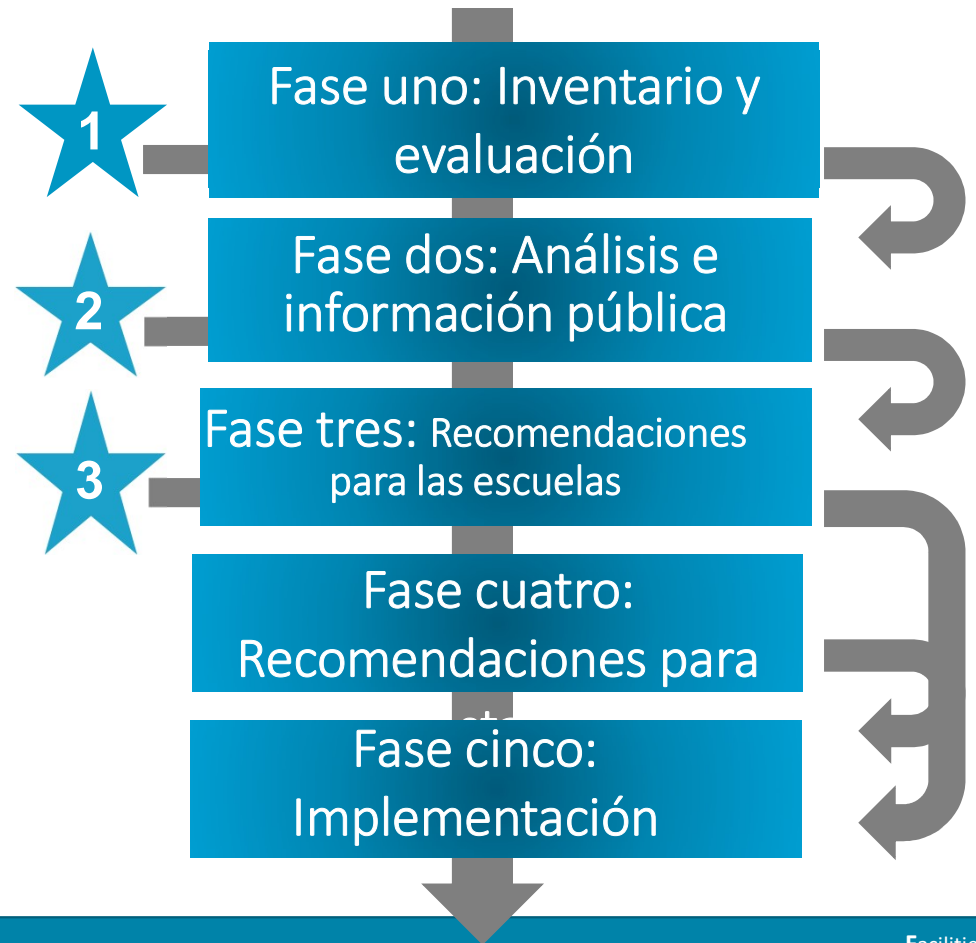 1
Fase uno: Inventario y
evaluación
2
Fase dos: Análisis e
información pública
3
Fase tres: Recomendaciones
para las escuelas
Fase cuatro:
Recomendaciones para
Fase cinco:
Implementación